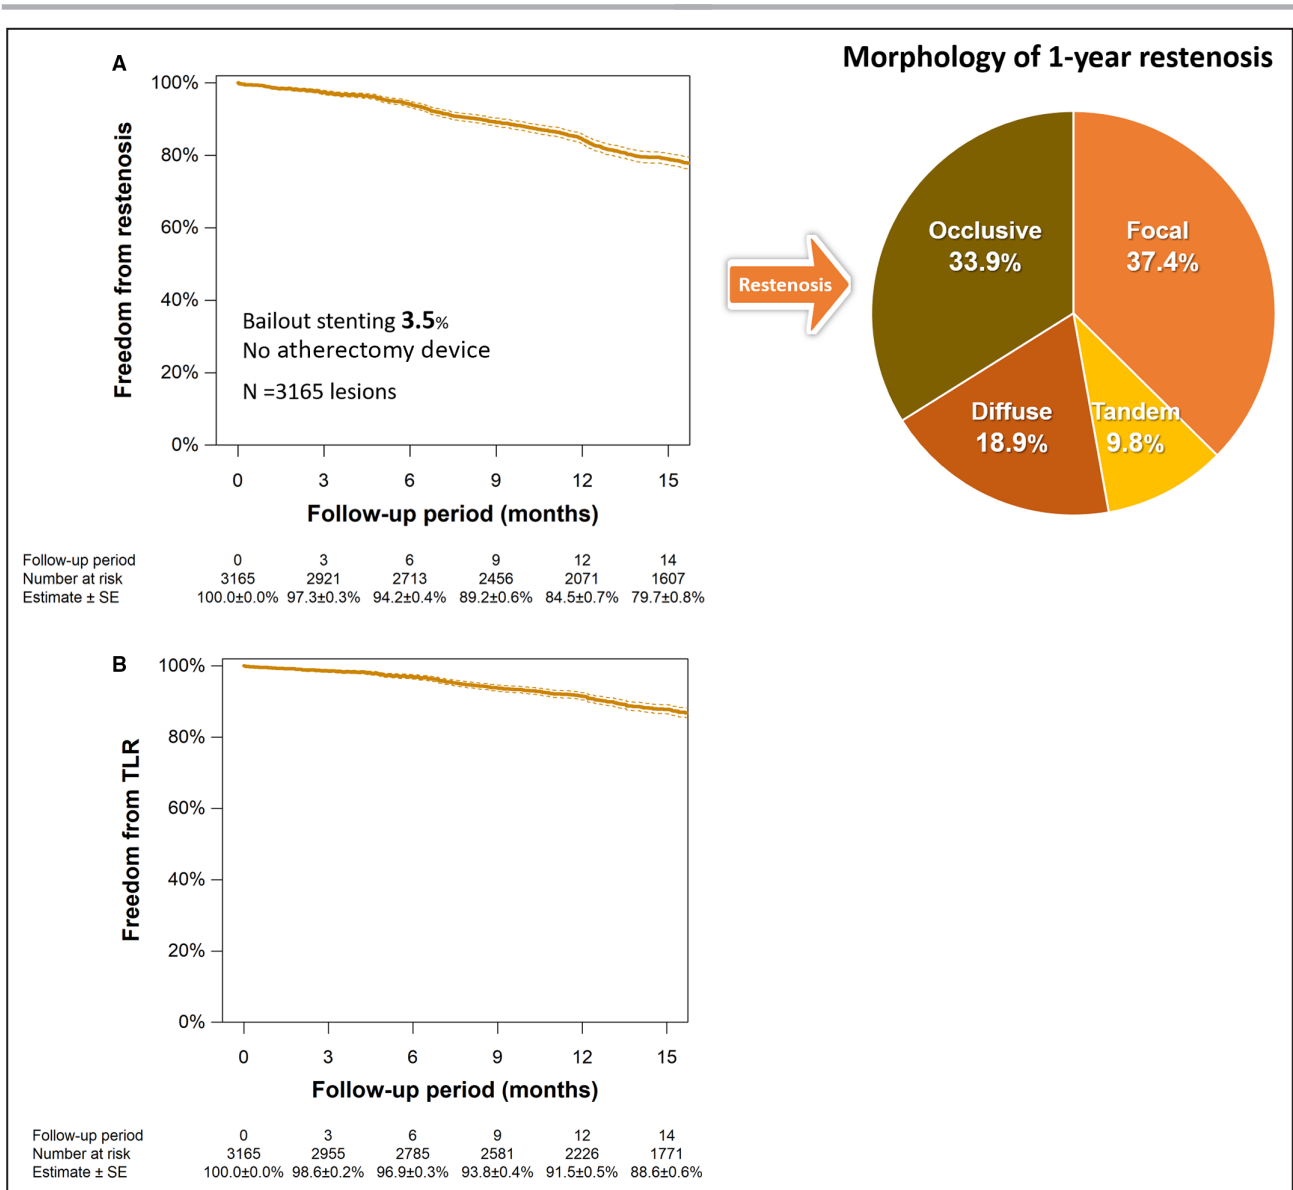 A
Freedom from restenosis
100%
80%
60%
40%
20%
0%
Bailout stenting 3.5%
No atherectomy device
N =3165 lesions
0 3 6 9 12 15
Follow-up period (months)
Follow-up period 0 3 6 9 12 14
Number at risk 3165 2921 2713 2456 2071 1607
Estimate ± SE 100.0±0.0% 97.3±0.3% 94.2±0.4% 89.2±0.6% 84.5±0.7% 79.7±0.8%
Restenosis
Morphology of 1-year restenosis
Occlusive
33.9%
Focal
37.4%
Diffuse
18.9%
Tandem
9.8%
B
Freedom from TLR
100%
80%
60%
40%
20%
0%
0 3 6 9 12 15
Follow-up period (months)
Follow-up period 0 3 6 9 12 14
Number at risk 3165 2955 2785 2581 2226 1771
Estimate ± SE 100.0±0.0% 98.6±0.2% 96.9±0.3% 93.8±0.4% 91.5±0.5% 88.6±0.6%